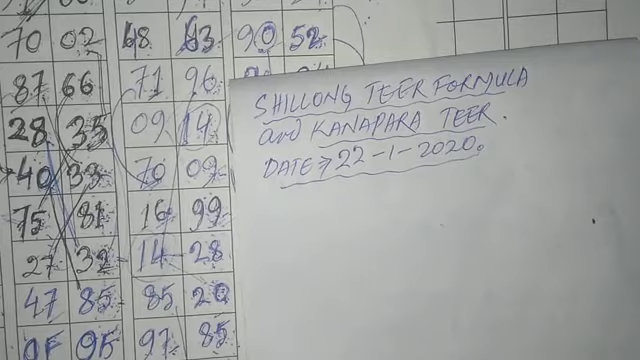 70 02 68 63 90 52
87 66 71 96
28 35 09 14
40 33 70 09
75 81 16 99
27 32 14 28
47 85 85 20
95 97 85
SHILLONG TEER FORMULA
and KANAPARA TEER.
DATE → 22-1-2020.